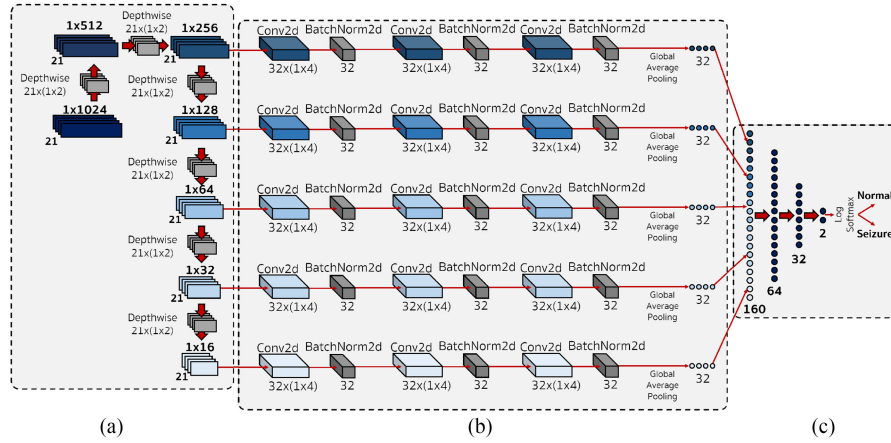 1x512
21
Depthwise
21x(1x2)
1x256
21
Depthwise
21x(1x2)
1x1024
21
Depthwise
21x(1x2)
1x128
21
Depthwise
21x(1x2)
1x64
21
Depthwise
21x(1x2)
1x32
21
Depthwise
21x(1x2)
1x16
21
Conv2d BatchNorm2d Conv2d BatchNorm2d Conv2d BatchNorm2d
32x(1x4) 32 32x(1x4) 32 32x(1x4) 32
Global
Average
Pooling
32
Conv2d BatchNorm2d Conv2d BatchNorm2d Conv2d BatchNorm2d
32x(1x4) 32 32x(1x4) 32 32x(1x4) 32
Global
Average
Pooling
32
Conv2d BatchNorm2d Conv2d BatchNorm2d Conv2d BatchNorm2d
32x(1x4) 32 32x(1x4) 32 32x(1x4) 32
Global
Average
Pooling
32
Conv2d BatchNorm2d Conv2d BatchNorm2d Conv2d BatchNorm2d
32x(1x4) 32 32x(1x4) 32 32x(1x4) 32
Global
Average
Pooling
32
Conv2d BatchNorm2d Conv2d BatchNorm2d Conv2d BatchNorm2d
32x(1x4) 32 32x(1x4) 32 32x(1x4) 32
Global
Average
Pooling
32
160
64
32
2
Log
Softmax
Normal
Seizure
(a) (b) (c)